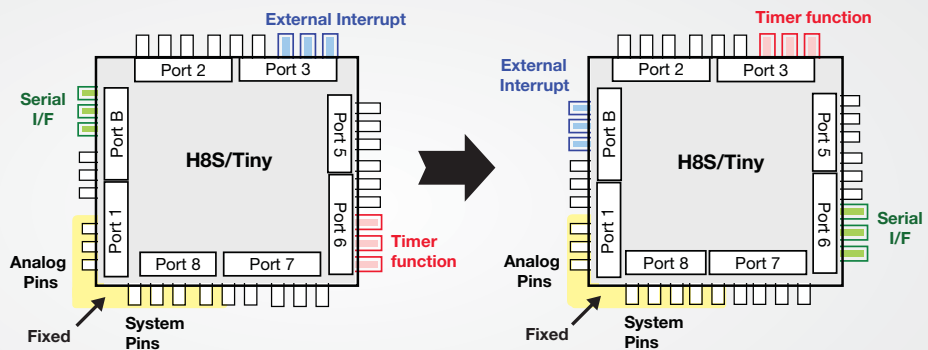 External Interrupt
Port 2
Port 3
Serial
I/F
Port B
Port 5
H8S/Tiny
Port 1
Port 6
Timer
function
Analog
Pins
Port 8
Port 7
Fixed
System
Pins
Timer function
External
Interrupt
Port 2
Port 3
Port B
Port 5
H8S/Tiny
Port 1
Port 6
Serial
I/F
Analog
Pins
Port 8
Port 7
Fixed
System
Pins